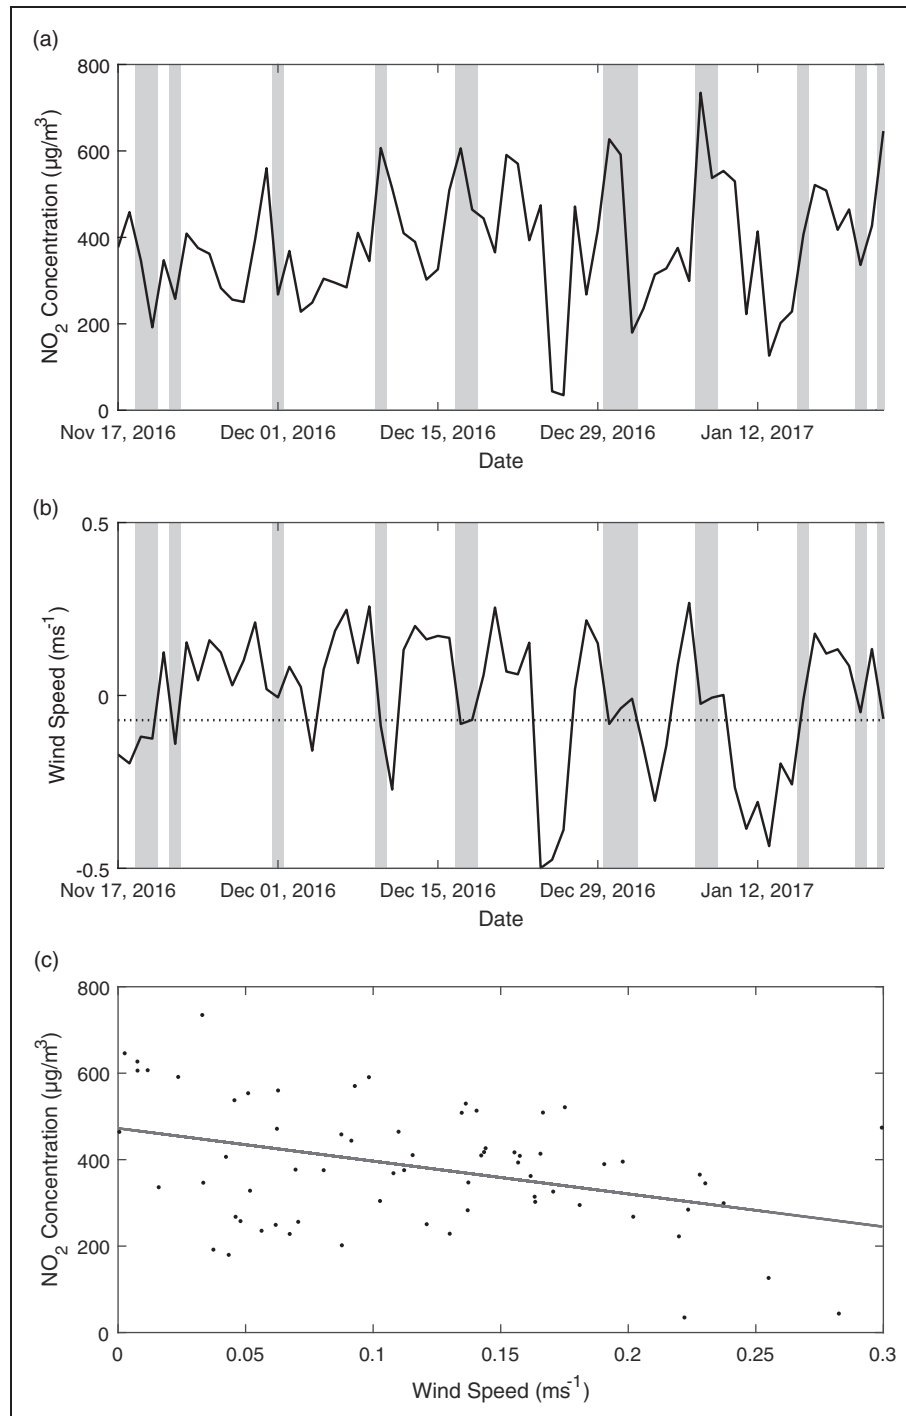 (a)
800
600
400
200
0
NO2 Concentration (μg/m3)
Nov 17, 2016 Dec 01, 2016 Dec 15, 2016 Dec 29, 2016 Jan 12, 2017
Date
(b)
0.5
0
-0.5
Wind Speed (ms-1)
Nov 17, 2016 Dec 01, 2016 Dec 15, 2016 Dec 29, 2016 Jan 12, 2017
Date
(c)
800
600
400
200
0
NO2 Concentration (μg/m3)
0 0.05 0.1 0.15 0.2 0.25 0.3
Wind Speed (ms-1)